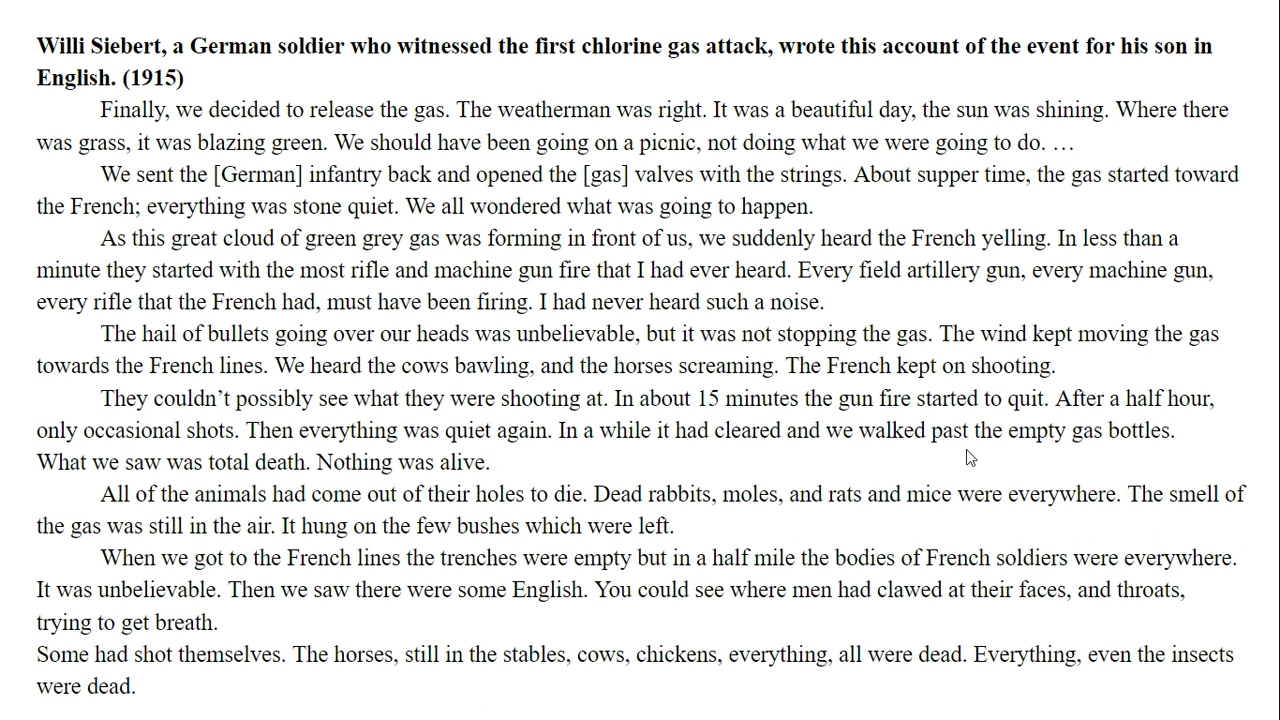 Willi Siebert, a German soldier who witnessed the first chlorine gas attack, wrote this account of the event for his son in
English. (1915)
Finally, we decided to release the gas. The weatherman was right. It was a beautiful day, the sun was shining. Where there
was grass, it was blazing green. We should have been going on a picnic, not doing what we were going to do. …
We sent the [German] infantry back and opened the [gas] valves with the strings. About supper time, the gas started toward
the French; everything was stone quiet. We all wondered what was going to happen.
As this great cloud of green grey gas was forming in front of us, we suddenly heard the French yelling. In less than a
minute they started with the most rifle and machine gun fire that I had ever heard. Every field artillery gun, every machine gun,
every rifle that the French had, must have been firing. I had never heard such a noise.
The hail of bullets going over our heads was unbelievable, but it was not stopping the gas. The wind kept moving the gas
towards the French lines. We heard the cows bawling, and the horses screaming. The French kept on shooting.
They couldn’t possibly see what they were shooting at. In about 15 minutes the gun fire started to quit. After a half hour,
only occasional shots. Then everything was quiet again. In a while it had cleared and we walked past the empty gas bottles.
What we saw was total death. Nothing was alive.
All of the animals had come out of their holes to die. Dead rabbits, moles, and rats and mice were everywhere. The smell of
the gas was still in the air. It hung on the few bushes which were left.
When we got to the French lines the trenches were empty but in a half mile the bodies of French soldiers were everywhere.
It was unbelievable. Then we saw there were some English. You could see where men had clawed at their faces, and throats,
trying to get breath.
Some had shot themselves. The horses, still in the stables, cows, chickens, everything, all were dead. Everything, even the insects
were dead.